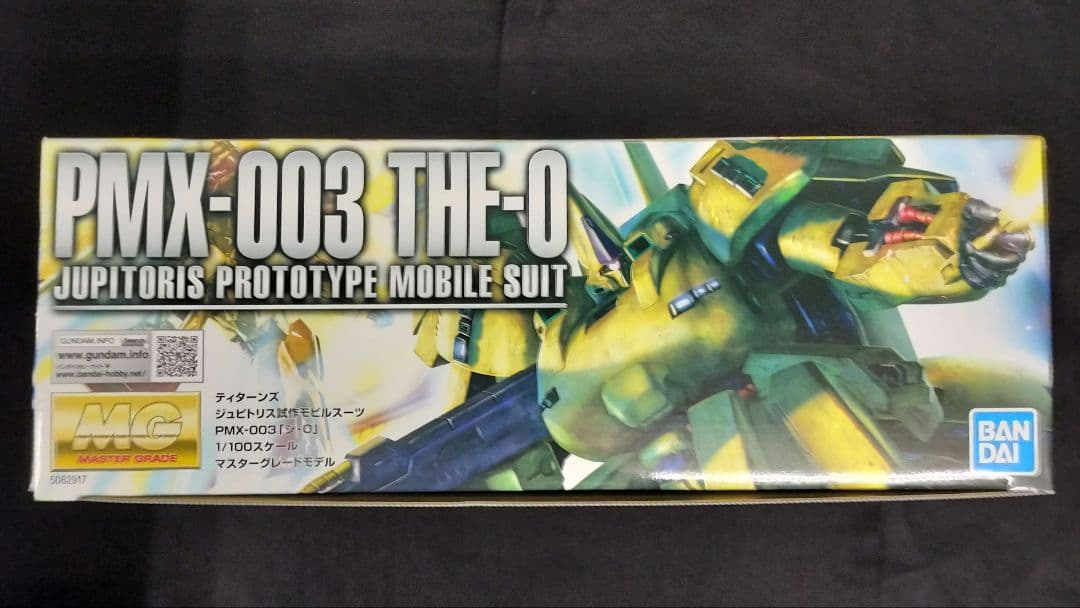 PMX-003 THE-O
JUPITORIS PROTOTYPE MOBILE SUIT
GUNDAM.INFO Search
www.gundam.info
www.bandai-hobby.net/
MG
MASTER GRADE
5062917
ティターンズ
ジュピトリス試作モビルスーツ
PMX-003「ジ・O」
1/100スケール
マスターグレードモデル
BAN
DAI